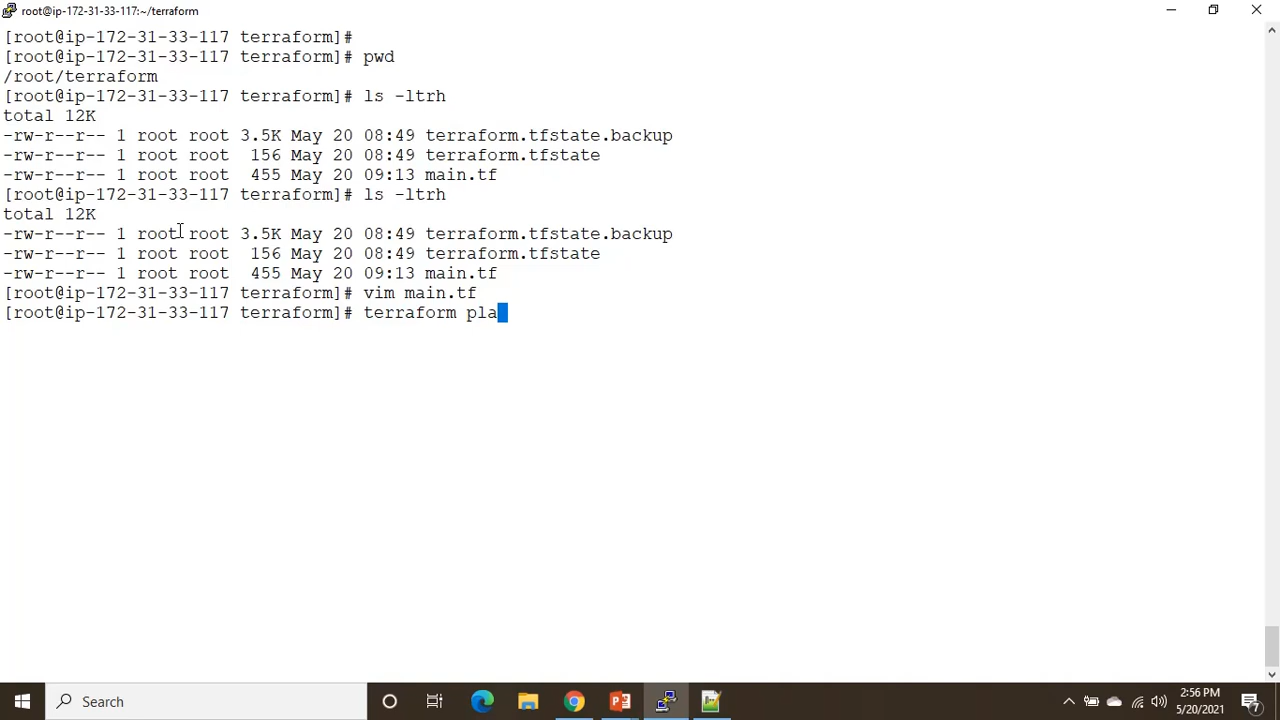 root@ip-172-31-33-117:~/terraform
[root@ip-172-31-33-117 terraform]#
[root@ip-172-31-33-117 terraform]# pwd
/root/terraform
[root@ip-172-31-33-117 terraform]# ls -ltrh
total 12K
-rw-r--r-- 1 root root 3.5K May 20 08:49 terraform.tfstate.backup
-rw-r--r-- 1 root root  156 May 20 08:49 terraform.tfstate
-rw-r--r-- 1 root root  455 May 20 09:13 main.tf
[root@ip-172-31-33-117 terraform]# ls -ltrh
total 12K
-rw-r--r-- 1 root root 3.5K May 20 08:49 terraform.tfstate.backup
-rw-r--r-- 1 root root  156 May 20 08:49 terraform.tfstate
-rw-r--r-- 1 root root  455 May 20 09:13 main.tf
[root@ip-172-31-33-117 terraform]# vim main.tf
[root@ip-172-31-33-117 terraform]# terraform pla
Search
2:56 PM
5/20/2021
7